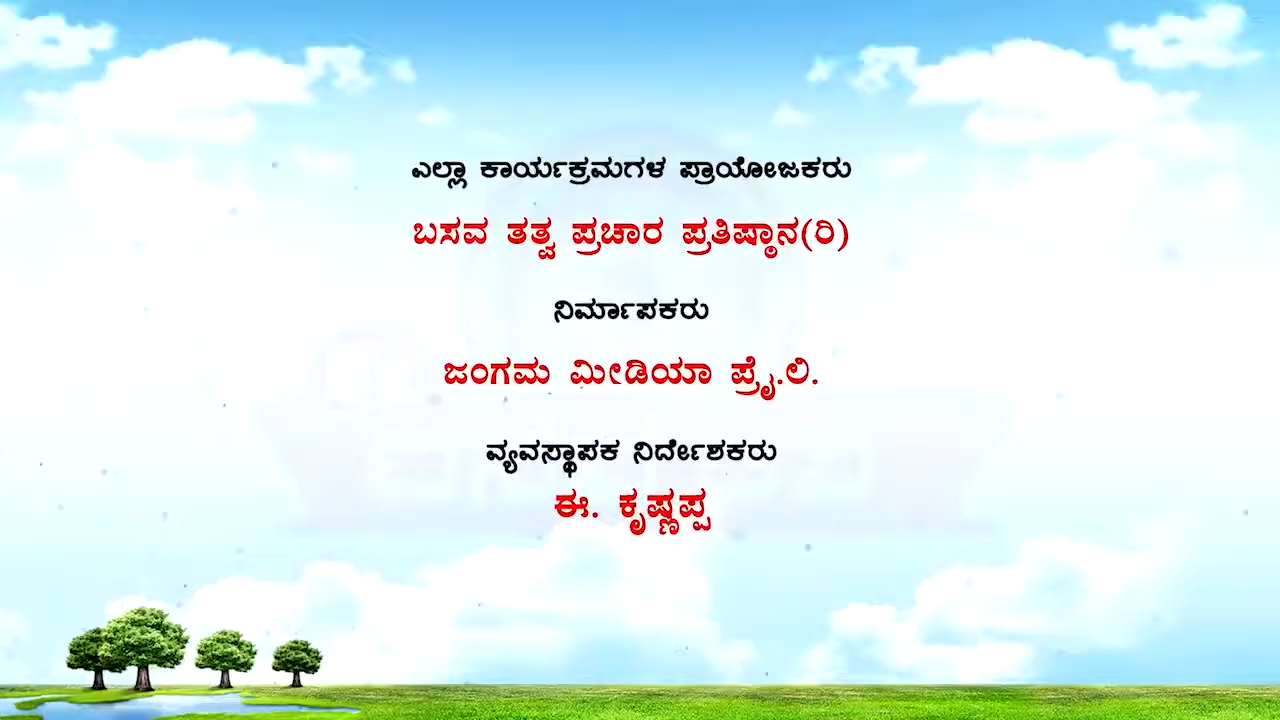 ಎಲ್ಲಾ ಕಾರ್ಯಕ್ರಮಗಳ ಪ್ರಾಯೋಜಕರು
ಬಸವ ತತ್ವ ಪ್ರಚಾರ ಪ್ರತಿಷ್ಠಾನ(ರಿ)
ನಿರ್ಮಾಪಕರು
ಜಂಗಮ ಮೀಡಿಯಾ ಪ್ರೈ.ಲಿ.
ವ್ಯವಸ್ಥಾಪಕ ನಿರ್ದೇಶಕರು
ಈ. ಕೃಷ್ಣಪ್ಪ